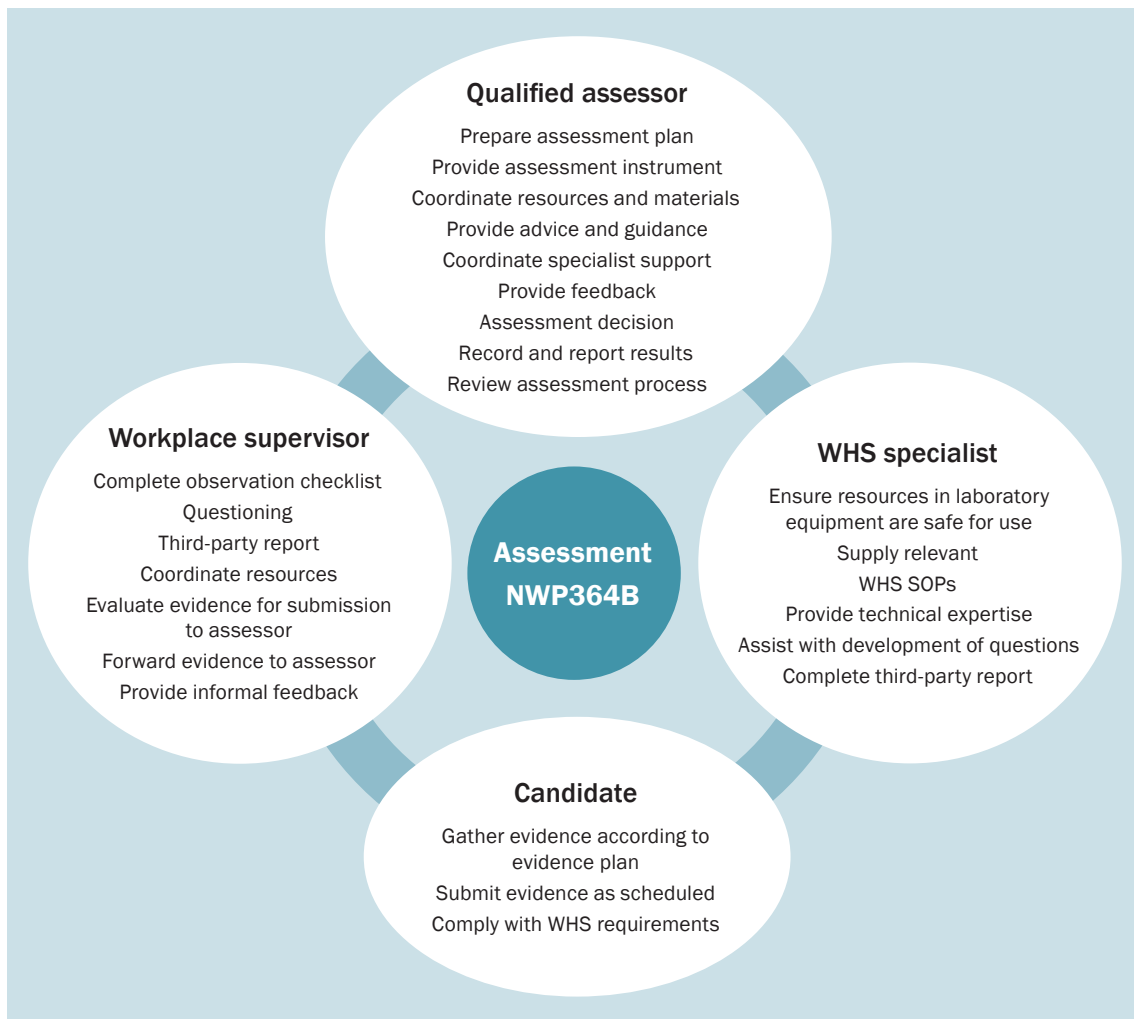 Qualified assessor
Prepare assessment plan
Provide assessment instrument
Coordinate resources and materials
Provide advice and guidance
Coordinate specialist support
Provide feedback
Assessment decision
Record and report results
Review assessment process
Workplace supervisor
Complete observation checklist
Questioning
Third-party report
Coordinate resources
Evaluate evidence for submission
to assessor
Forward evidence to assessor
Provide informal feedback
Assessment
NWP364B
WHS specialist
Ensure resources in laboratory
equipment are safe for use
Supply relevant
WHS SOPs
Provide technical expertise
Assist with development of questions
Complete third-party report
Candidate
Gather evidence according to
evidence plan
Submit evidence as scheduled
Comply with WHS requirements